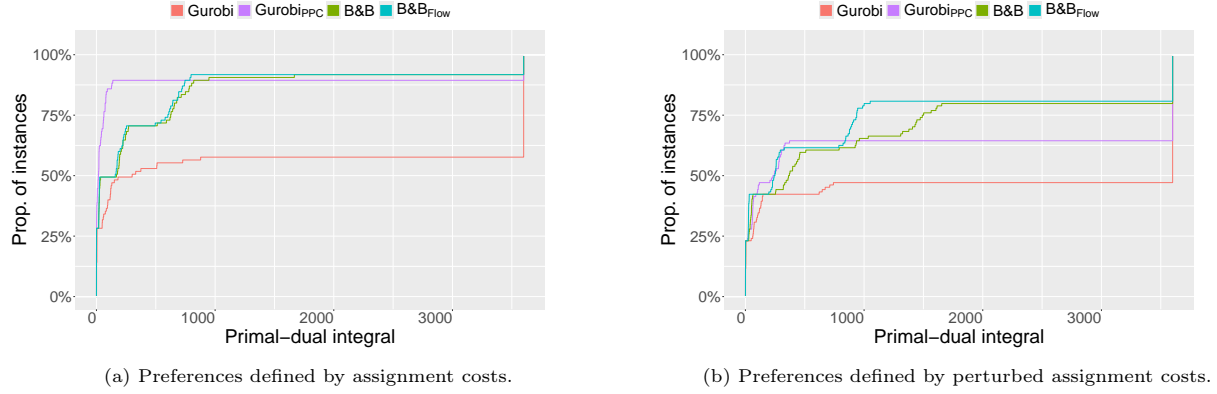 Gurobi Gurobi_PPC B&B B&B_Flow
100%
75%
50%
25%
0%
Prop. of instances
0 1000 2000 3000
Primal−dual integral
(a) Preferences defined by assignment costs.
Gurobi Gurobi_PPC B&B B&B_Flow
100%
75%
50%
25%
0%
Prop. of instances
0 1000 2000 3000
Primal−dual integral
(b) Preferences defined by perturbed assignment costs.